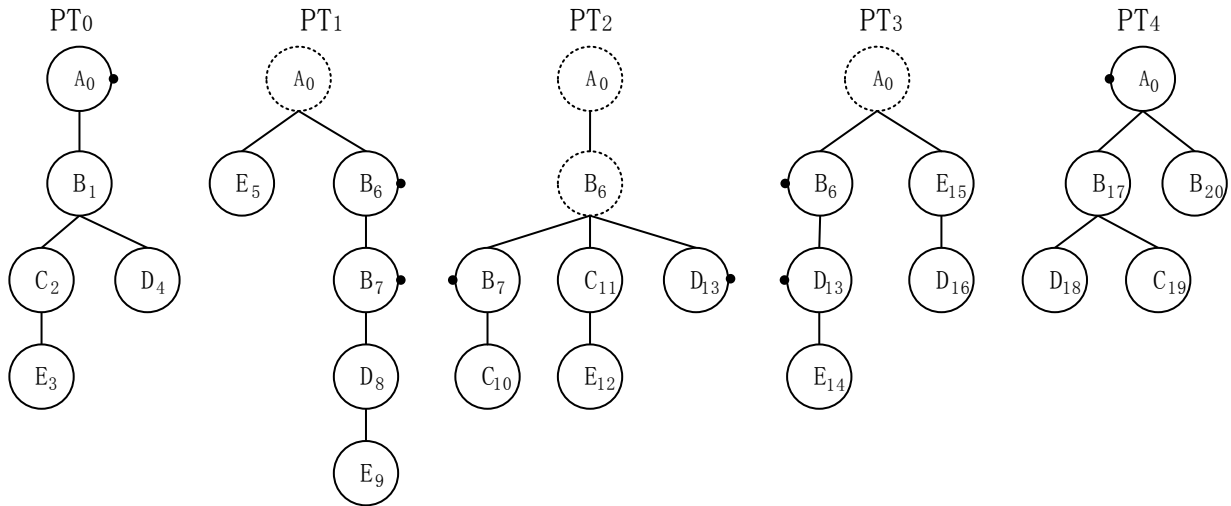 PT0 PT1 PT2 PT3 PT4
A0 A0 A0 A0 A0
B1 E5 B6 B6 B6 E15 B17 B20
C2 D4 B7 B7 C11 D13 D13 D16 D18 C19
E3 D8 C10 E12 E14
E9